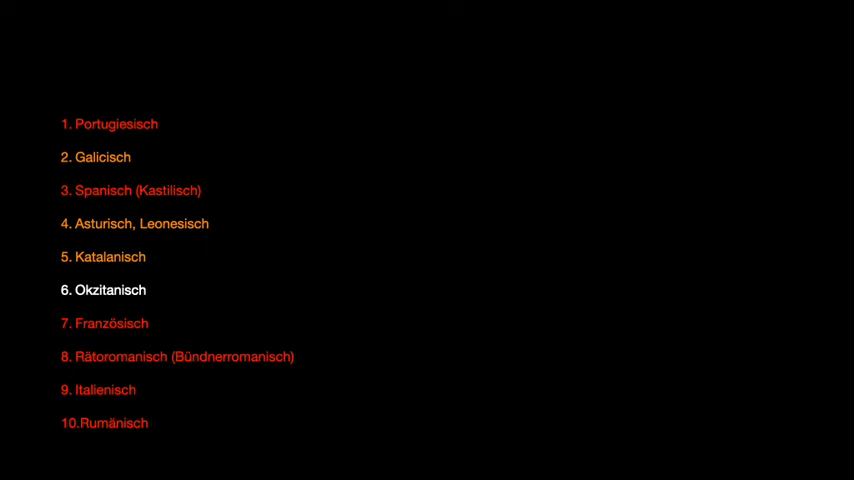 1. Portugiesisch
2. Galicisch
3. Spanisch (Kastilisch)
4. Asturisch, Leonesisch
5. Katalanisch
6. Okzitanisch
7. Französisch
8. Rätoromanisch (Bündnerromanisch)
9. Italienisch
10.Rumänisch